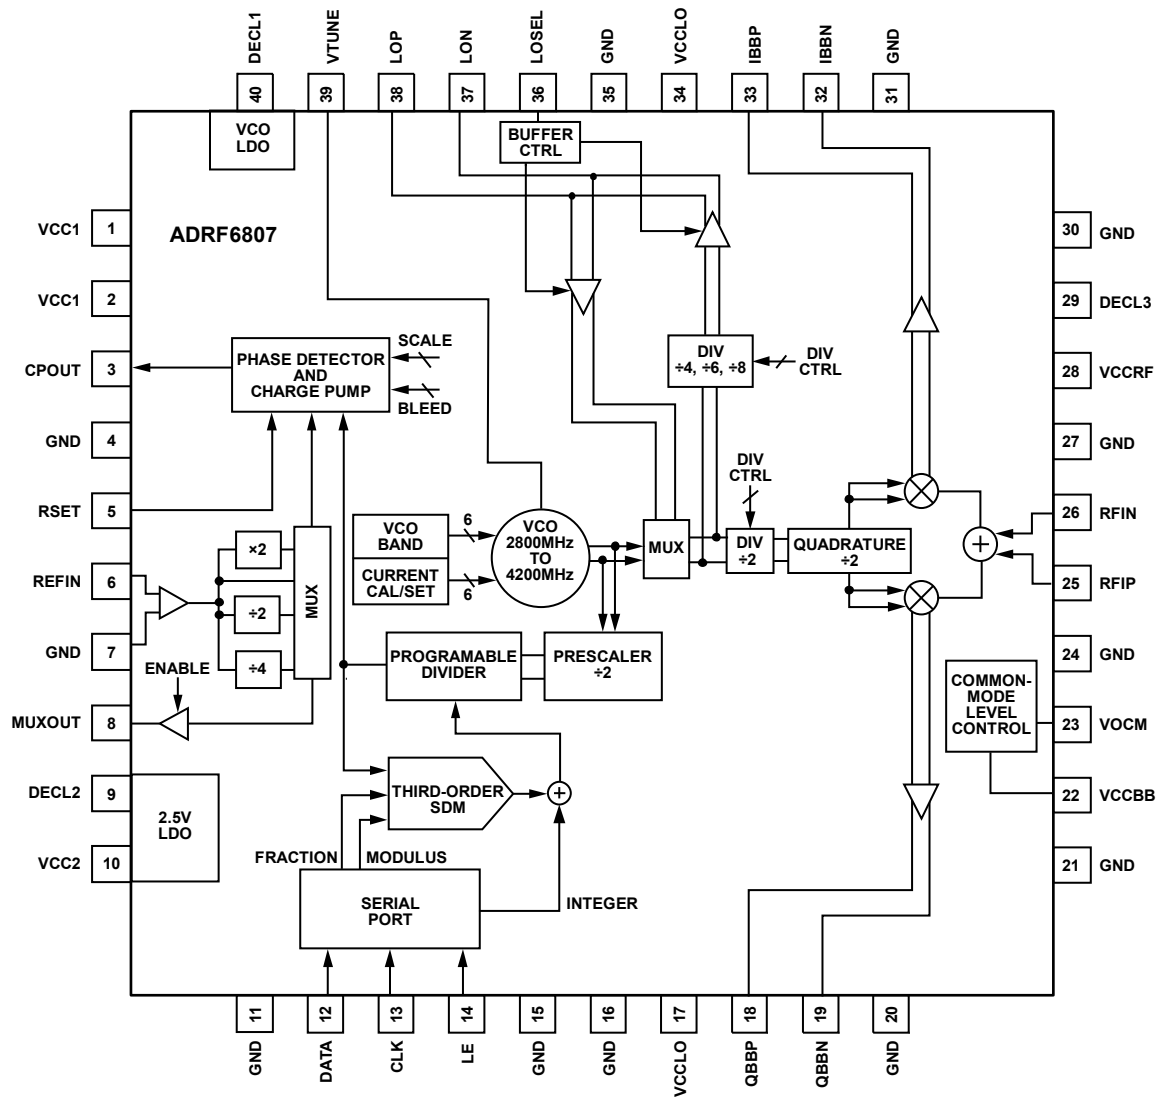 DECL1
VTUNE
LOP
LON
LOSEL
GND
VCCLO
IBBP
IBBN
GND
40
39
38
37
36
35
34
33
32
31
VCO
LDO
BUFFER
CTRL
ADRF6807
VCC1
1
VCC1
2
CPOUT
3
GND
4
RSET
5
REFIN
6
GND
7
MUXOUT
8
DECL2
9
VCC2
10
30
GND
29
DECL3
28
VCCRF
27
GND
26
RFIN
25
RFIP
24
GND
23
VOCM
22
VCCBB
21
GND
PHASE DETECTOR
AND
CHARGE PUMP
SCALE
BLEED
DIV
÷4, ÷6, ÷8
DIV
CTRL
DIV
CTRL
VCO
BAND
CURRENT
CAL/SET
6
6
VCO
2800MHz
TO
4200MHz
MUX
DIV
÷2
QUADRATURE
÷2
×2
÷2
÷4
MUX
ENABLE
PROGRAMABLE
DIVIDER
PRESCALER
÷2
COMMON-
MODE
LEVEL
CONTROL
2.5V
LDO
THIRD-ORDER
SDM
+
+
FRACTION
MODULUS
INTEGER
SERIAL
PORT
11
12
13
14
15
16
17
18
19
20
GND
DATA
CLK
LE
GND
GND
VCCLO
QBBP
QBBN
GND